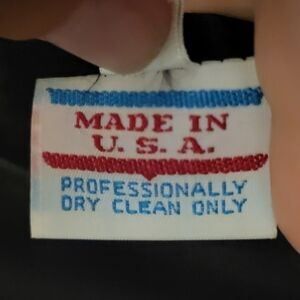 MADE IN
U. S. A.
PROFESSIONALLY
DRY CLEAN ONLY